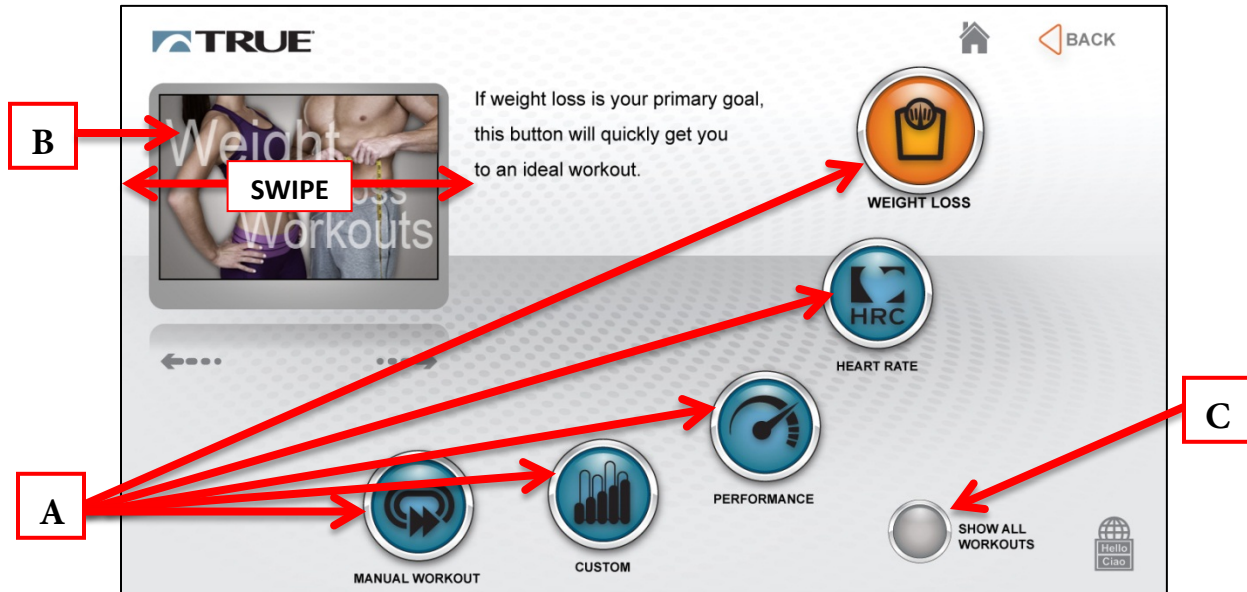 TRUE
BACK
B
Weight
Loss
Workouts
SWIPE
If weight loss is your primary goal,
this button will quickly get you
to an ideal workout.
WEIGHT LOSS
HRC
HEART RATE
C
PERFORMANCE
A
CUSTOM
MANUAL WORKOUT
SHOW ALL
WORKOUTS
Hello
Ciao